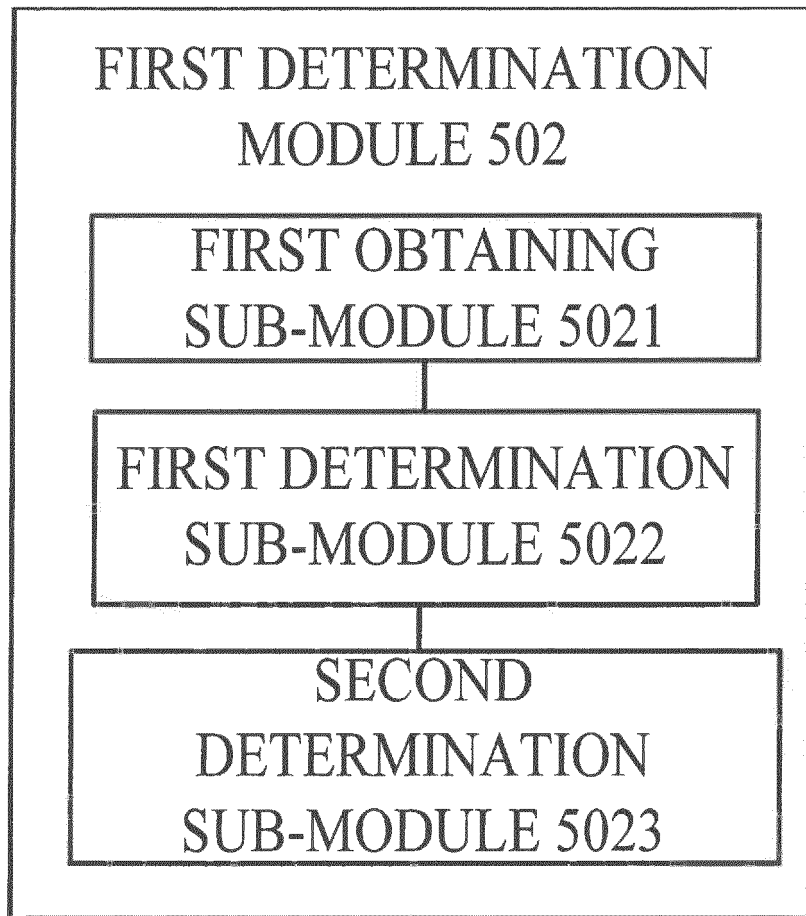 FIRST DETERMINATION
MODULE 502
FIRST OBTAINING
SUB-MODULE 5021
FIRST DETERMINATION
SUB-MODULE 5022
SECOND
DETERMINATION
SUB-MODULE 5023